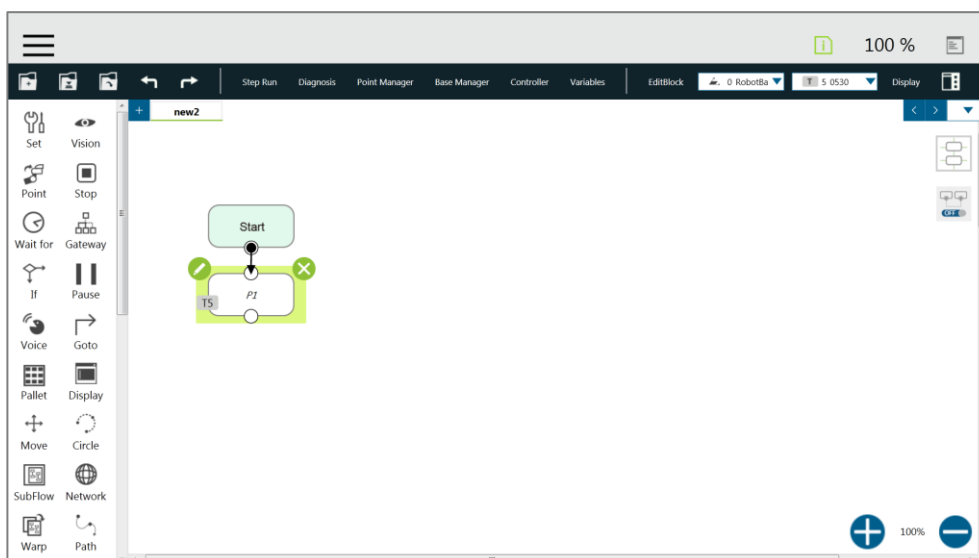 100 %
Step Run Diagnosis Point Manager Base Manager Controller Variables EditBlock 0 RobotBa T 5 0530 Display
+ new2 < >
Set Vision
Point Stop
Wait for Gateway
If Pause
Voice Goto
Pallet Display
Move Circle
SubFlow Network
Warp Path
OFF
Start
P1
T5
100%